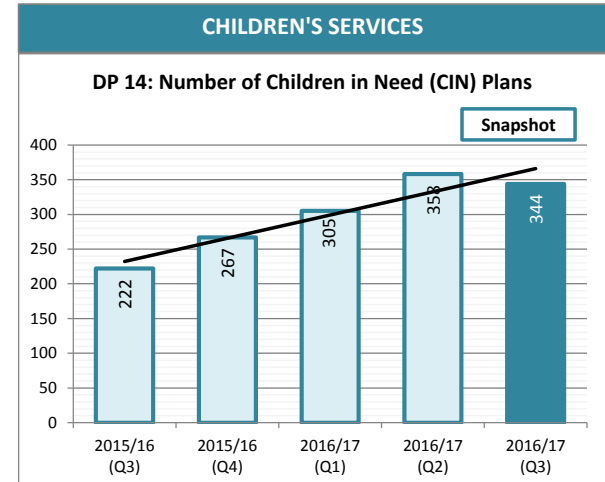 CHILDREN'S SERVICES
DP 14: Number of Children in Need (CIN) Plans
Snapshot
400
350
300
250
200
150
100
50
0
222
267
305
358
344
2015/16 (Q3)
2015/16 (Q4)
2016/17 (Q1)
2016/17 (Q2)
2016/17 (Q3)